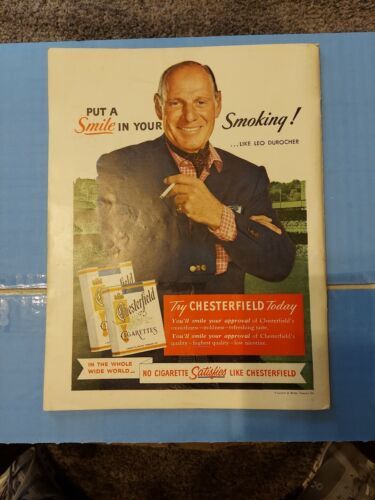 PUT A
Smile IN YOUR Smoking!
...LIKE LEO DUROCHER
Chesterfield
CIGARETTES
Try CHESTERFIELD Today
You'll smile your approval of Chesterfield's
smoothness—mildness—refreshing taste.
You'll smile your approval of Chesterfield's
quality—highest quality—low nicotine.
IN THE WHOLE
WIDE WORLD...
NO CIGARETTE Satisfies LIKE CHESTERFIELD